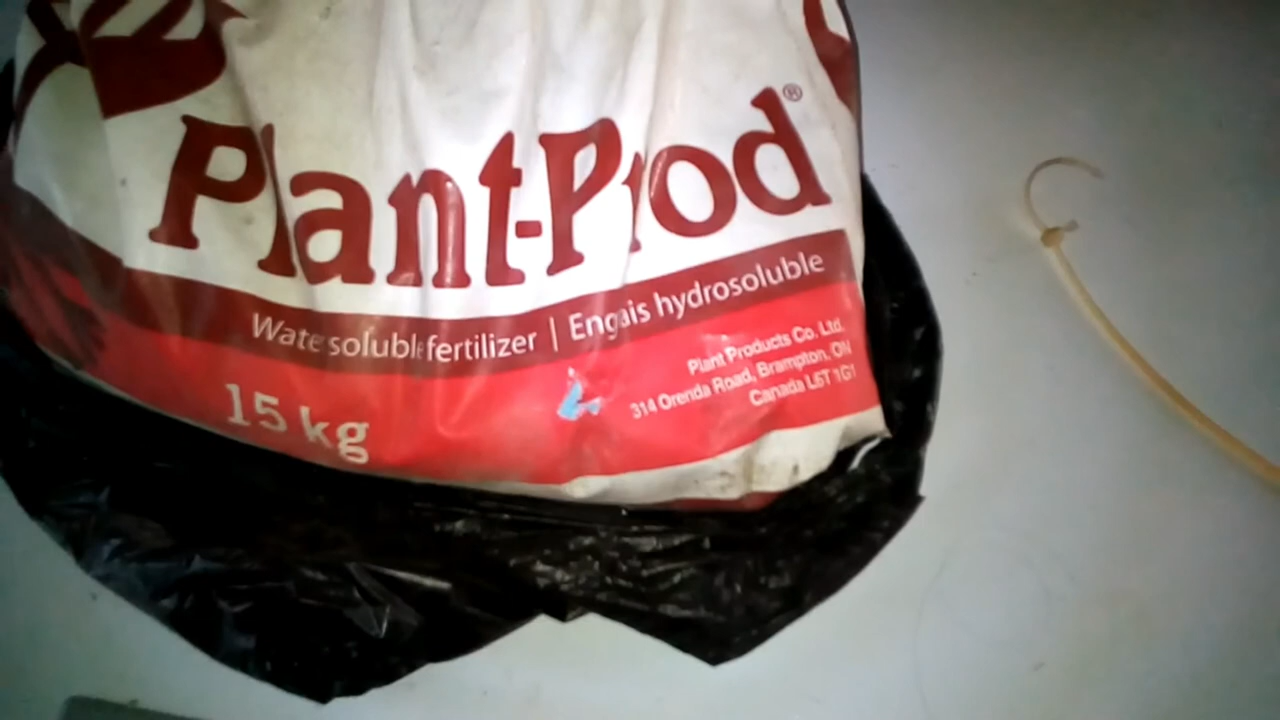 Plant-Prod®
Water soluble fertilizer | Engrais hydrosoluble
15 kg
Plant Products Co. Ltd.
314 Orenda Road, Brampton, ON
Canada L6T 1G1